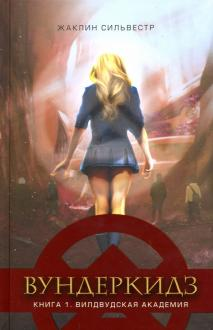 ЖАКЛИН СИЛЬВЕСТР
ВУНДЕРКИДЗ
КНИГА 1. ВИЛДВУДСКАЯ АКАДЕМИЯ